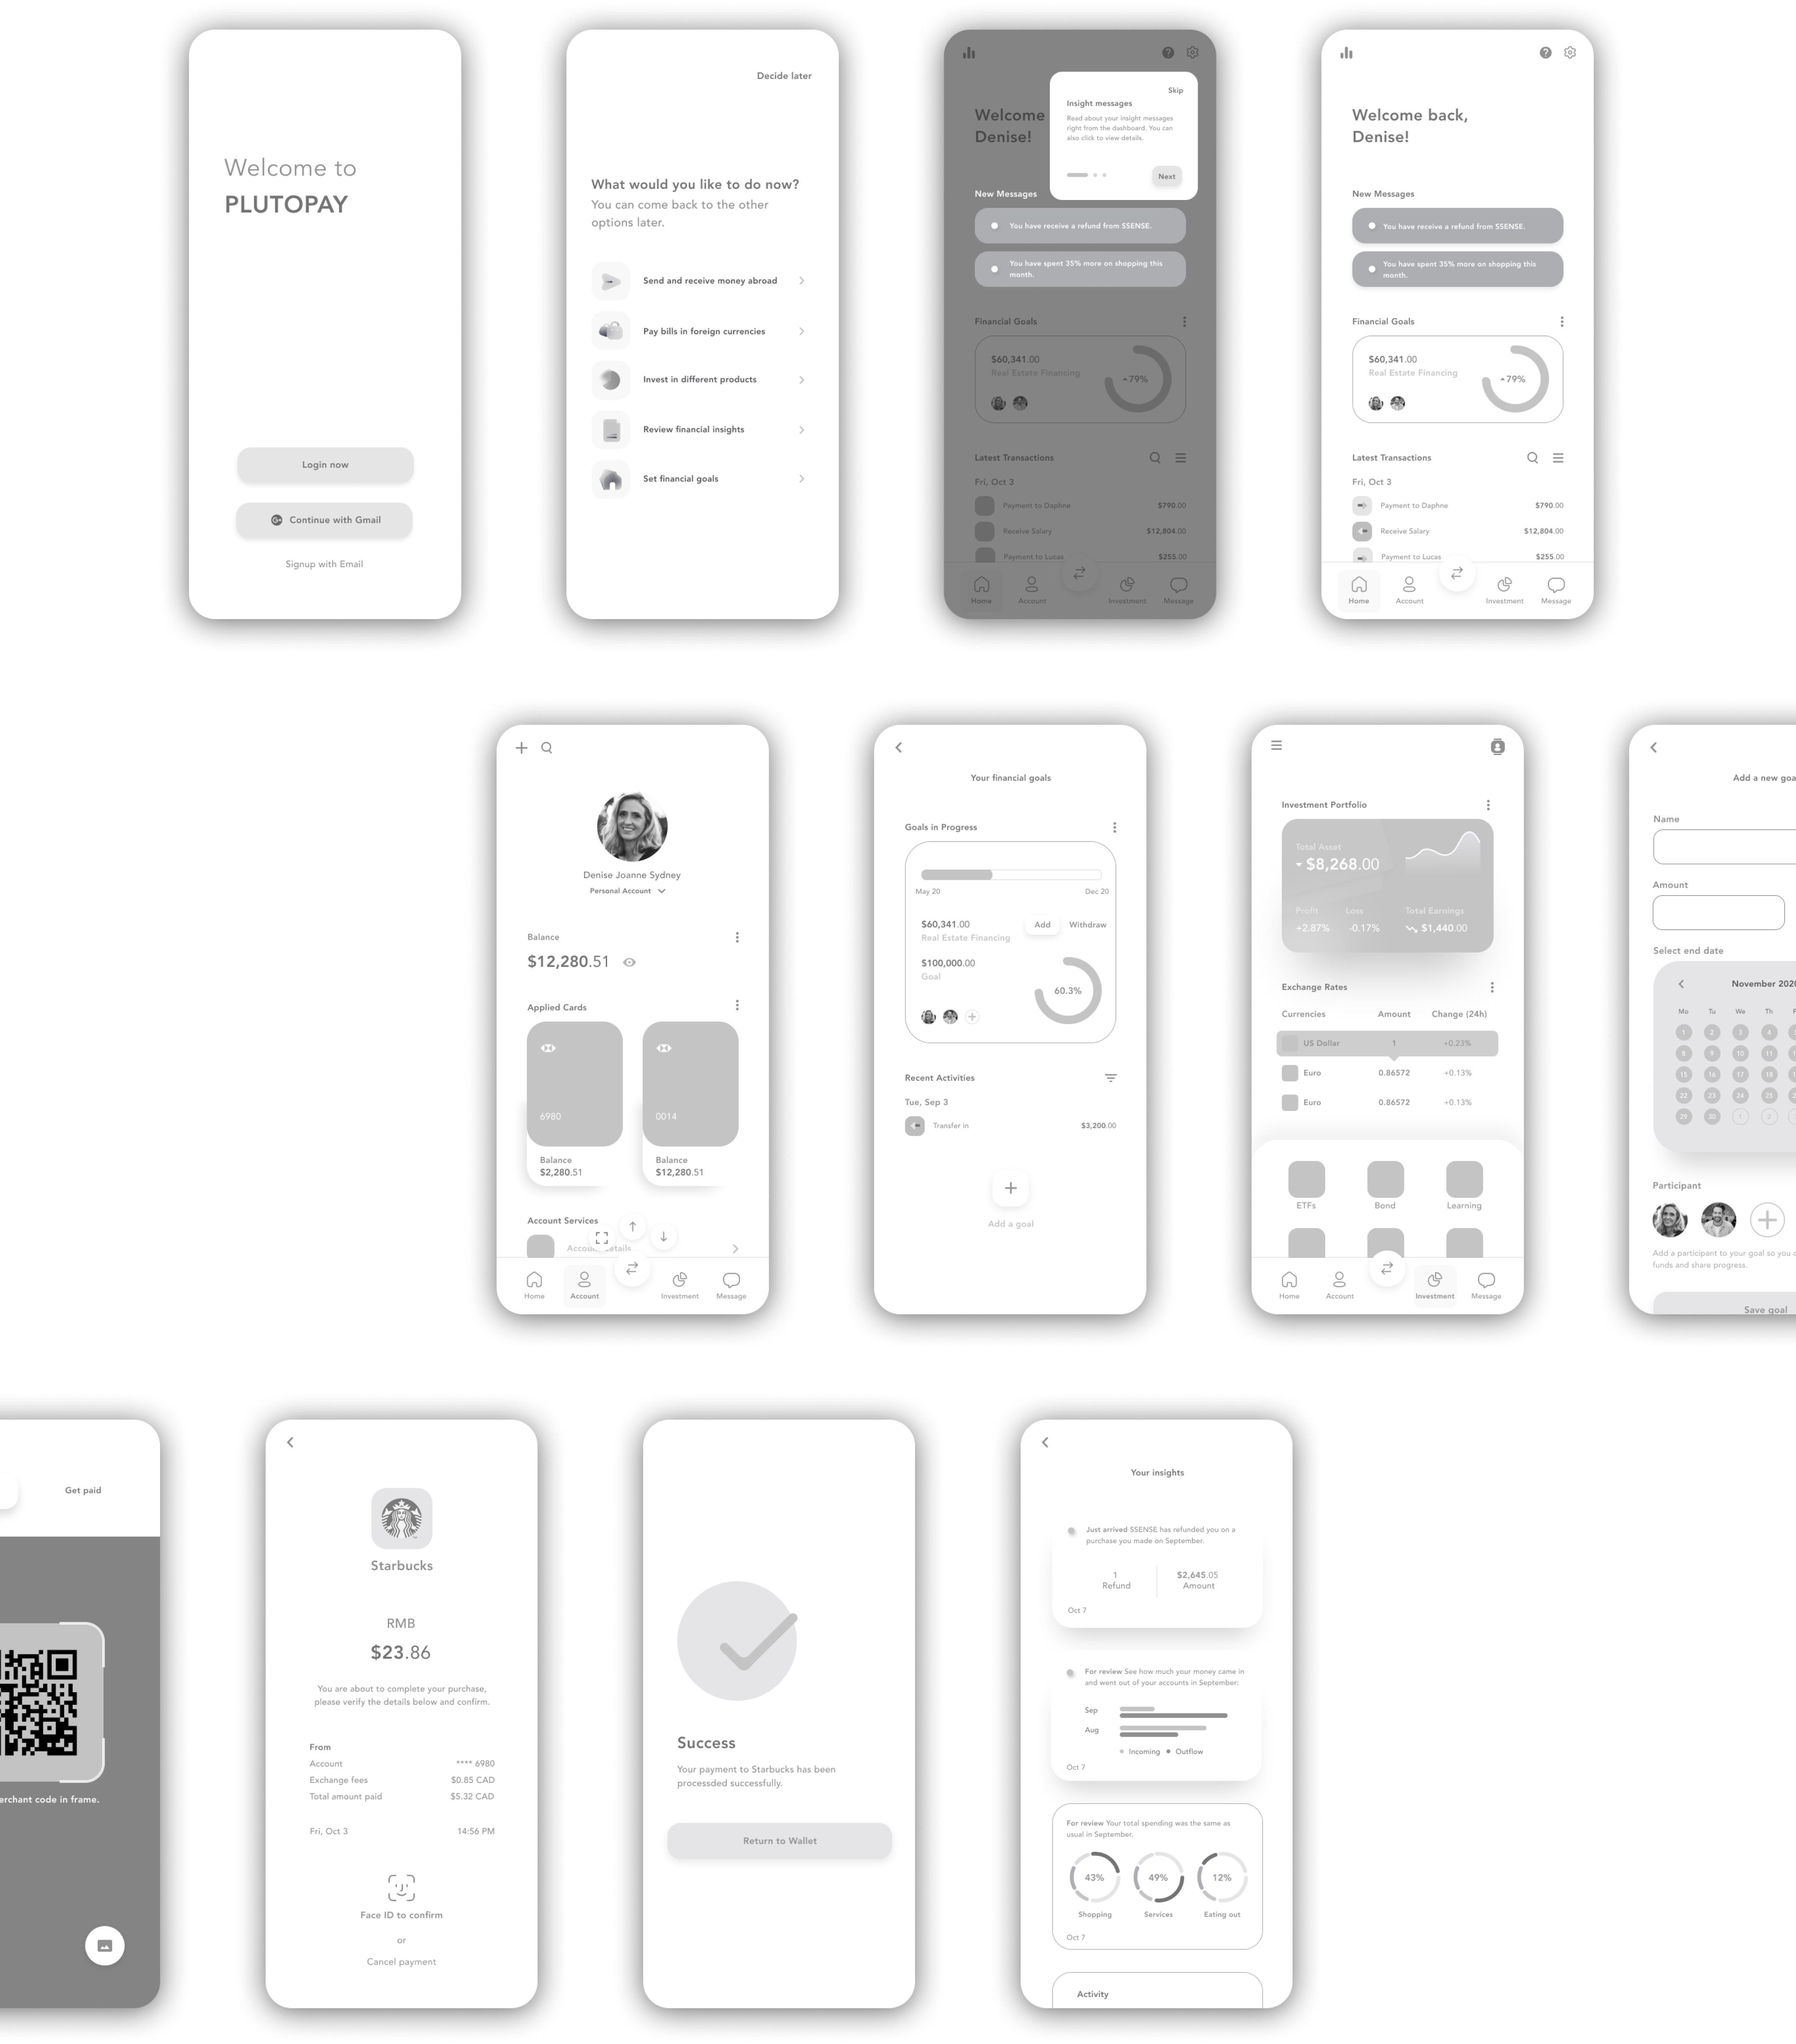 Welcome to
PLUTOPAY
Login now
G+ Continue with Gmail
Signup with Email
Decide later
What would you like to do now?
You can come back to the other
options later.
Send and receive money abroad
Pay bills in foreign currencies
Invest in different products
Review financial insights
Set financial goals
?
Skip
Insight messages
Read about your insight messages
right from the dashboard. You can
also click to view details.
Next
Welcome
Denise!
New Messages
You have receive a refund from SSENSE.
You have spent 35% more on shopping this
month.
Financial Goals
$60,341.00
Real Estate Financing
79%
Latest Transactions
Fri, Oct 3
Payment to Daphne $790.00
Receive Salary $12,804.00
Payment to Lucas $255.00
Home Account Investment Message
?
Welcome back,
Denise!
New Messages
You have receive a refund from SSENSE.
You have spent 35% more on shopping this
month.
Financial Goals
$60,341.00
Real Estate Financing
79%
Latest Transactions
Fri, Oct 3
Payment to Daphne $790.00
Receive Salary $12,804.00
Payment to Lucas $255.00
Home Account Investment Message
Denise Joanne Sydney
Personal Account
Balance
$12,280.51
Applied Cards
6980 0014
Balance Balance
$2,280.51 $12,280.51
Account Services
Home Account Investment Message
Your financial goals
Goals in Progress
May 20 Dec 20
$60,341.00 Add Withdraw
Real Estate Financing
$100,000.00
Goal
60.3%
Recent Activities
Tue, Sep 3
Transfer in $3,200.00
Add a goal
Investment Portfolio
Total Asset
$8,268.00
Profit Loss Total Earnings
+2.87% -0.17% $1,440.00
Exchange Rates
Currencies Amount Change (24h)
US Dollar 1 +0.23%
Euro 0.86572 +0.13%
Euro 0.86572 +0.13%
ETFs Bond Learning
Home Account Investment Message
Add a new goa
Name
Amount
Select end date
November 2020
Mo Tu We Th
1 2 3 4
8 9 10 11
15 16 17 18
22 23 24 25
29 30 1 2
Participant
Add a participant to your goal so you
funds and share progress.
Save goal
Get paid
erchant code in frame.
Starbucks
RMB
$23.86
You are about to complete your purchase,
please verify the details below and confirm.
From
Account **** 6980
Exchange fees $0.85 CAD
Total amount paid $5.32 CAD
Fri, Oct 3 14:56 PM
Face ID to confirm
or
Cancel payment
Success
Your payment to Starbucks has been
processded successfully.
Return to Wallet
Your insights
Just arrived SSENSE has refunded you on a
purchase you made on September.
1 $2,645.05
Refund Amount
Oct 7
For review See how much your money came in
and went out of your accounts in September:
Sep
Aug
Incoming Outflow
Oct 7
For review Your total spending was the same as
usual in September.
43% 49% 12%
Shopping Services Eating out
Oct 7
Activity